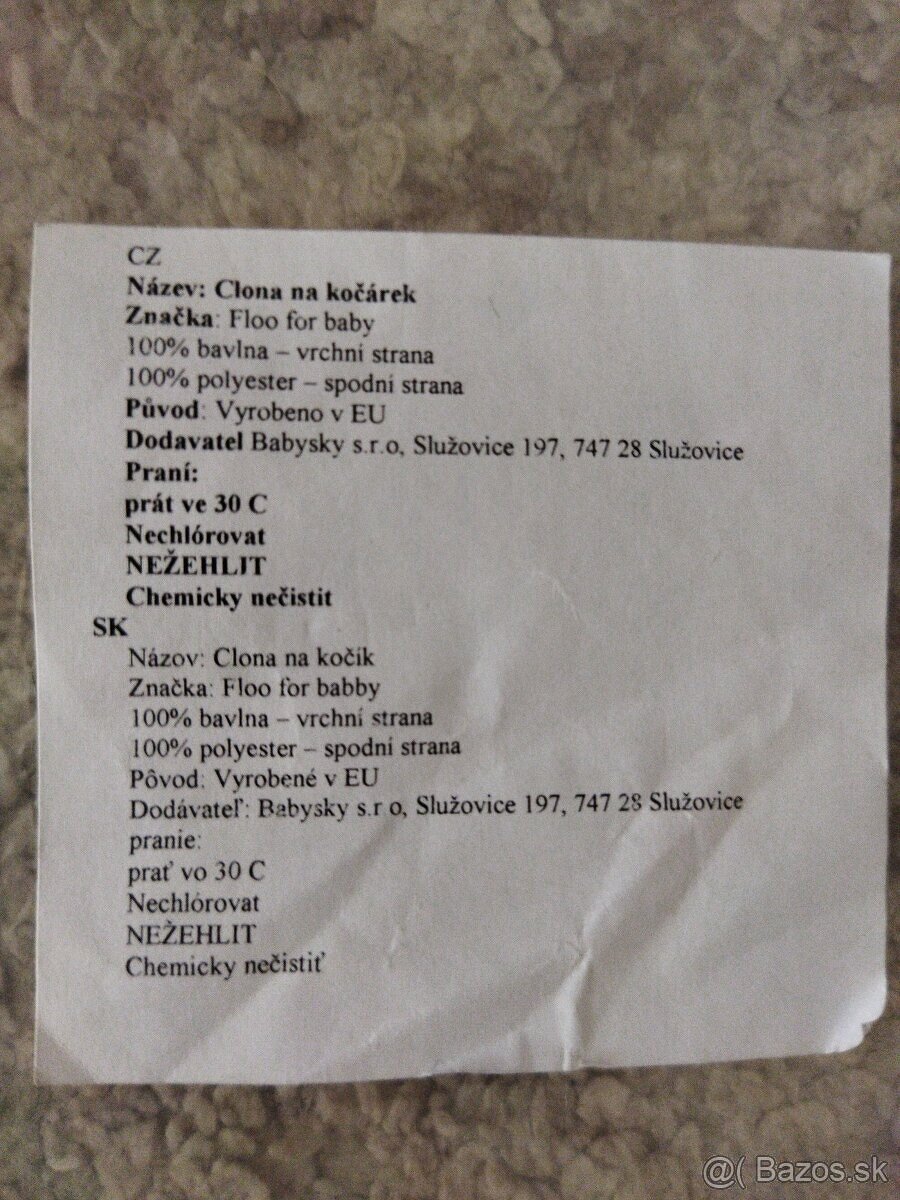 CZ
Název: Clona na kočárek
Značka: Floo for baby
100% bavlna – vrchní strana
100% polyester – spodní strana
Původ: Vyrobeno v EU
Dodavatel Babysky s.r.o, Služovice 197, 747 28 Služovice
Praní:
prát ve 30 C
Nechlórovat
NEŽEHLIT
Chemicky nečistit
SK
Názov: Clona na kočík
Značka: Floo for babby
100% bavlna – vrchní strana
100% polyester – spodní strana
Pôvod: Vyrobené v EU
Dodávateľ: Babysky s.r o, Služovice 197, 747 28 Služovice
pranie:
prať vo 30 C
Nechlórovat
NEŽEHLIT
Chemicky nečistiť
@( Bazos.sk